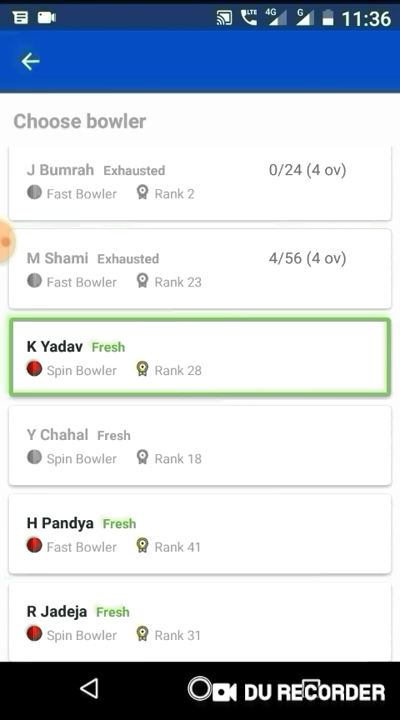 4G LTE G 11:36
Choose bowler
J Bumrah Exhausted 0/24 (4 ov)
Fast Bowler Rank 2
M Shami Exhausted 4/56 (4 ov)
Fast Bowler Rank 23
K Yadav Fresh
Spin Bowler Rank 28
Y Chahal Fresh
Spin Bowler Rank 18
H Pandya Fresh
Fast Bowler Rank 41
R Jadeja Fresh
Spin Bowler Rank 31
DU RECORDER